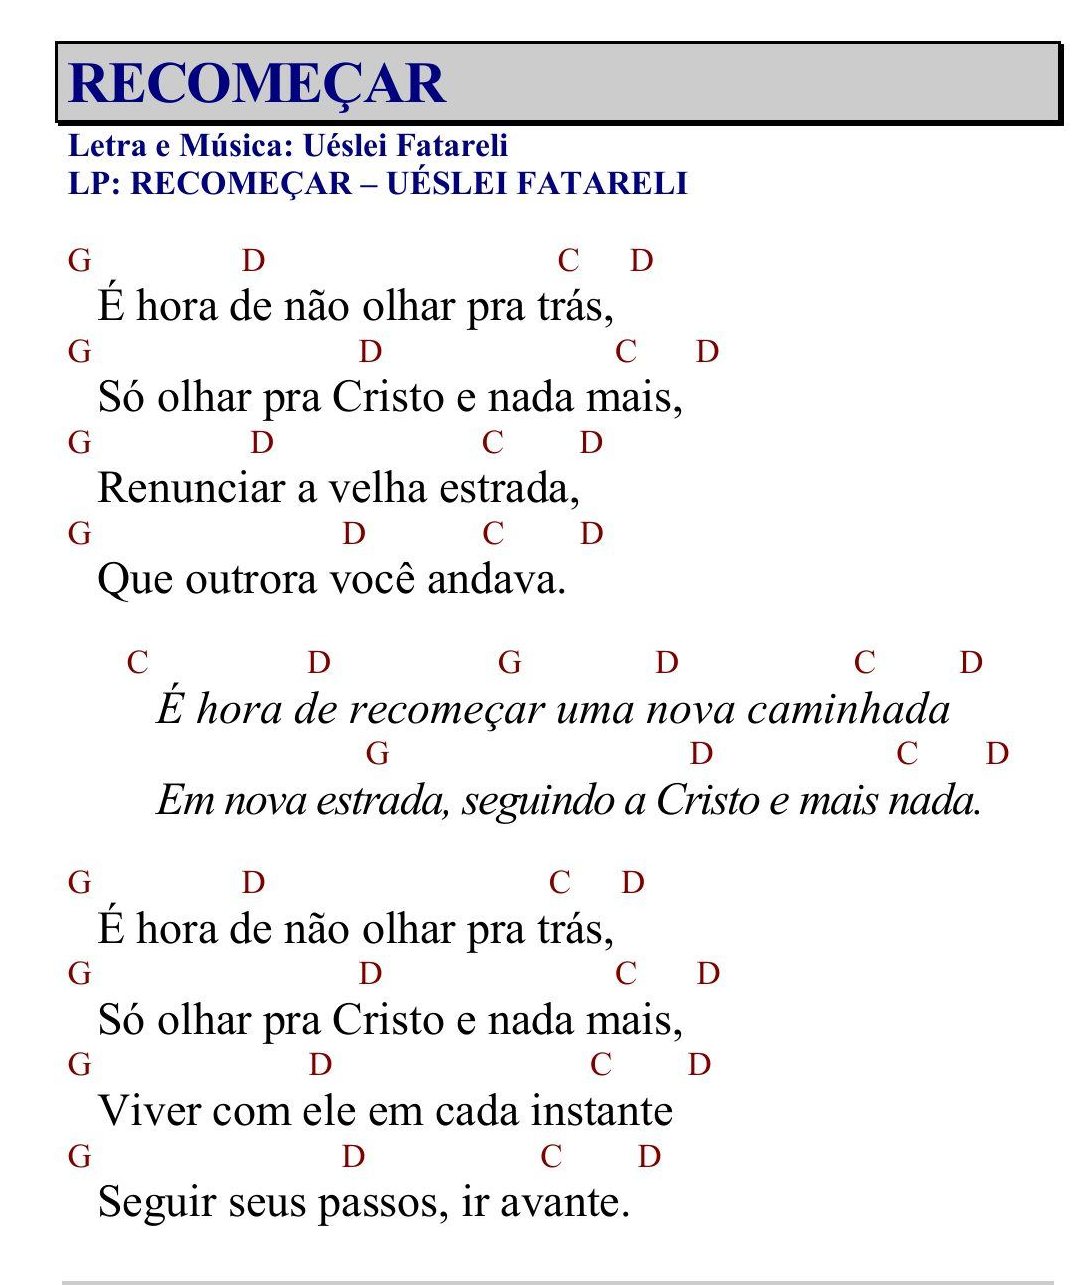 RECOMEÇAR
Letra e Música: Uéslei Fatareli
LP: RECOMEÇAR – UÉSLEI FATARELI
G D C D
É hora de não olhar pra trás,
G D C D
Só olhar pra Cristo e nada mais,
G D C D
Renunciar a velha estrada,
G D C D
Que outrora você andava.
C D G D C D
É hora de recomeçar uma nova caminhada
G D C D
Em nova estrada, seguindo a Cristo e mais nada.
G D C D
É hora de não olhar pra trás,
G D C D
Só olhar pra Cristo e nada mais,
G D C D
Viver com ele em cada instante
G D C D
Seguir seus passos, ir avante.